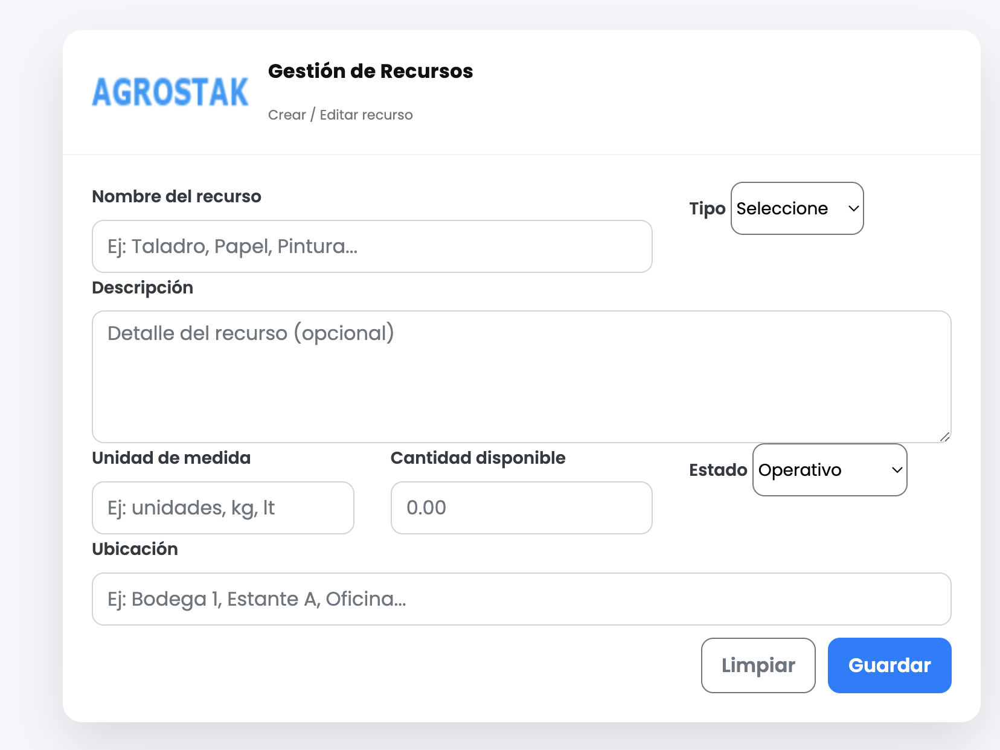 AGROSTAK
Gestión de Recursos
Crear / Editar recurso
Nombre del recurso
Ej: Taladro, Papel, Pintura...
Tipo
Seleccione
Descripción
Detalle del recurso (opcional)
Unidad de medida
Ej: unidades, kg, lt
Cantidad disponible
0.00
Estado
Operativo
Ubicación
Ej: Bodega 1, Estante A, Oficina...
Limpiar
Guardar